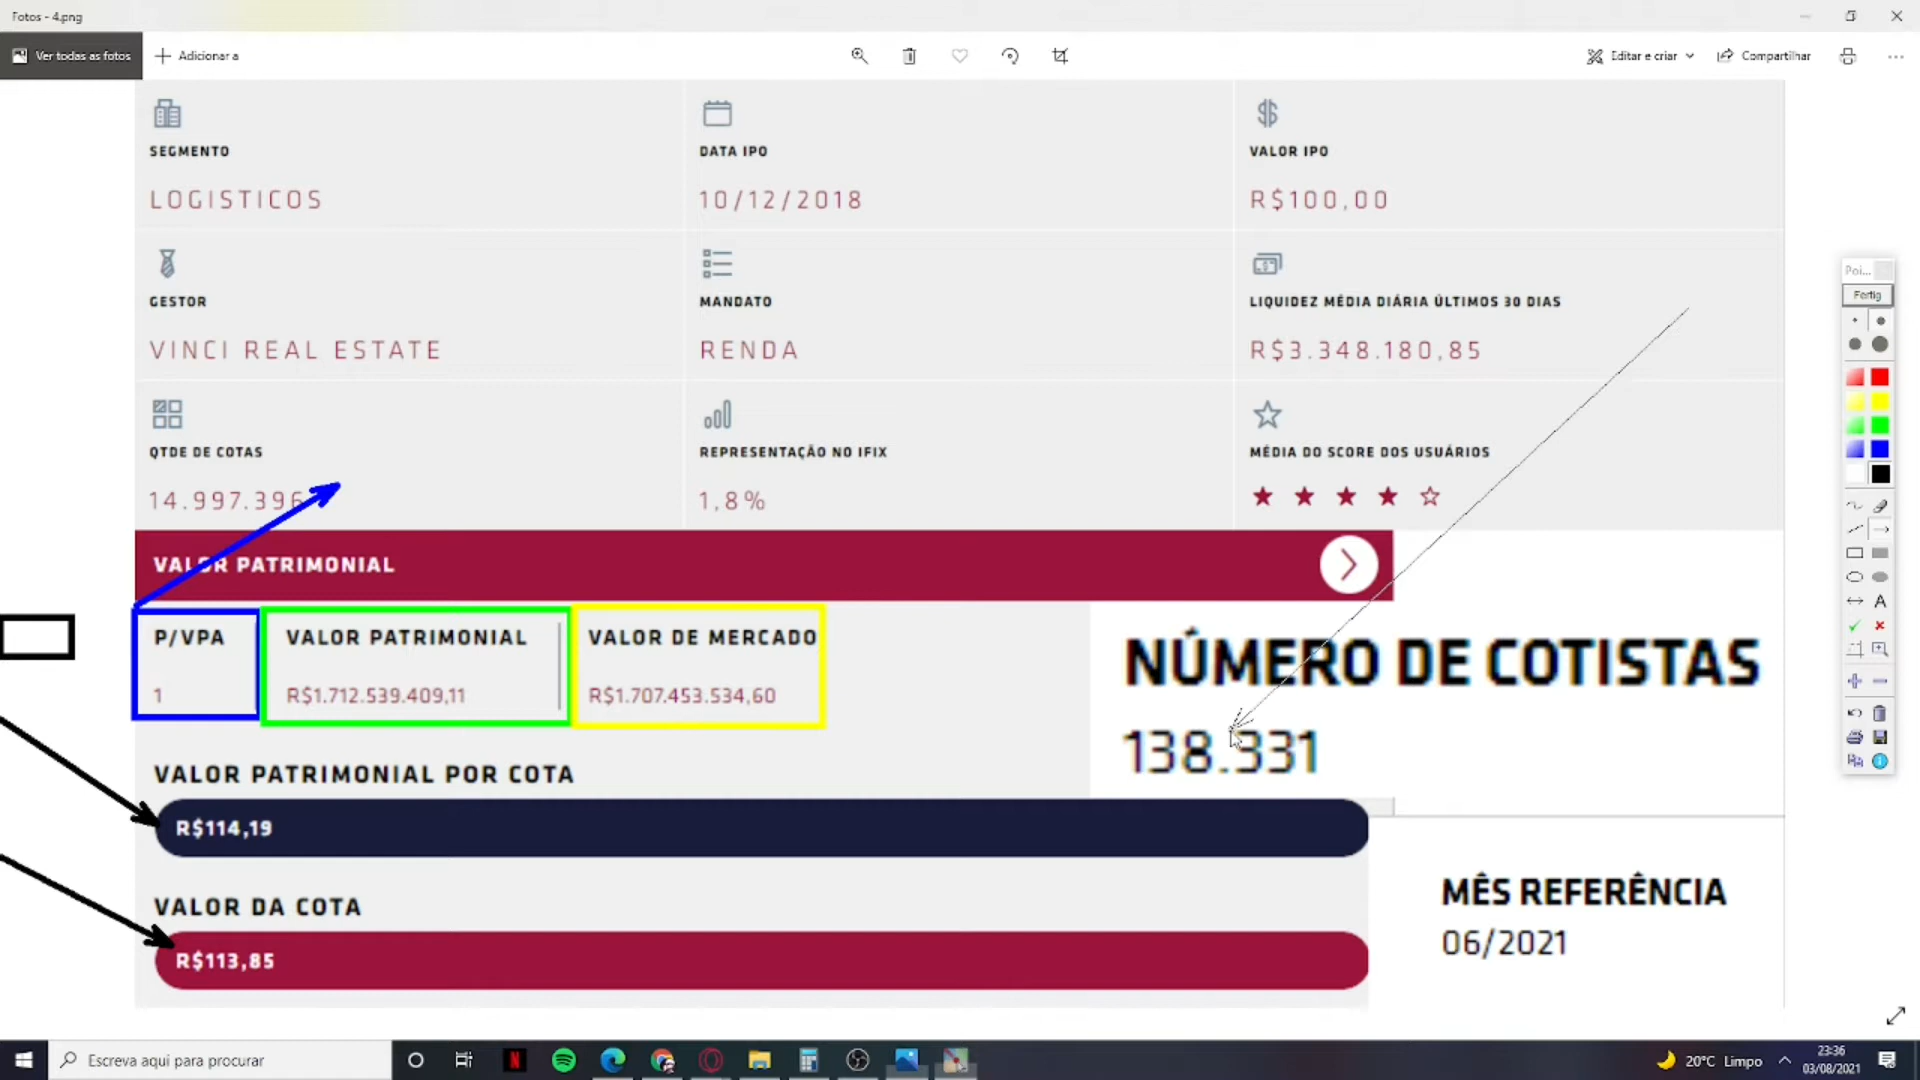 Fotos - 4.png
Ver todas as fotos
Adicionar a
Editar e criar
Compartilhar
SEGMENTO
LOGISTICOS
DATA IPO
10/12/2018
VALOR IPO
R$100,00
GESTOR
VINCI REAL ESTATE
MANDATO
RENDA
LIQUIDEZ MÉDIA DIÁRIA ÚLTIMOS 30 DIAS
R$3.348.180,85
QTDE DE COTAS
14.997.396
REPRESENTAÇÃO NO IFIX
1,8%
MÉDIA DO SCORE DOS USUÁRIOS
VALOR PATRIMONIAL
P/VPA
1
VALOR PATRIMONIAL
R$1.712.539.409,11
VALOR DE MERCADO
R$1.707.453.534,60
NÚMERO DE COTISTAS
138.331
VALOR PATRIMONIAL POR COTA
R$114,19
VALOR DA COTA
R$113,85
MÊS REFERÊNCIA
06/2021
Poi...
Fertig
A
Escreva aqui para procurar
20°C Limpo
23:36
03/08/2021